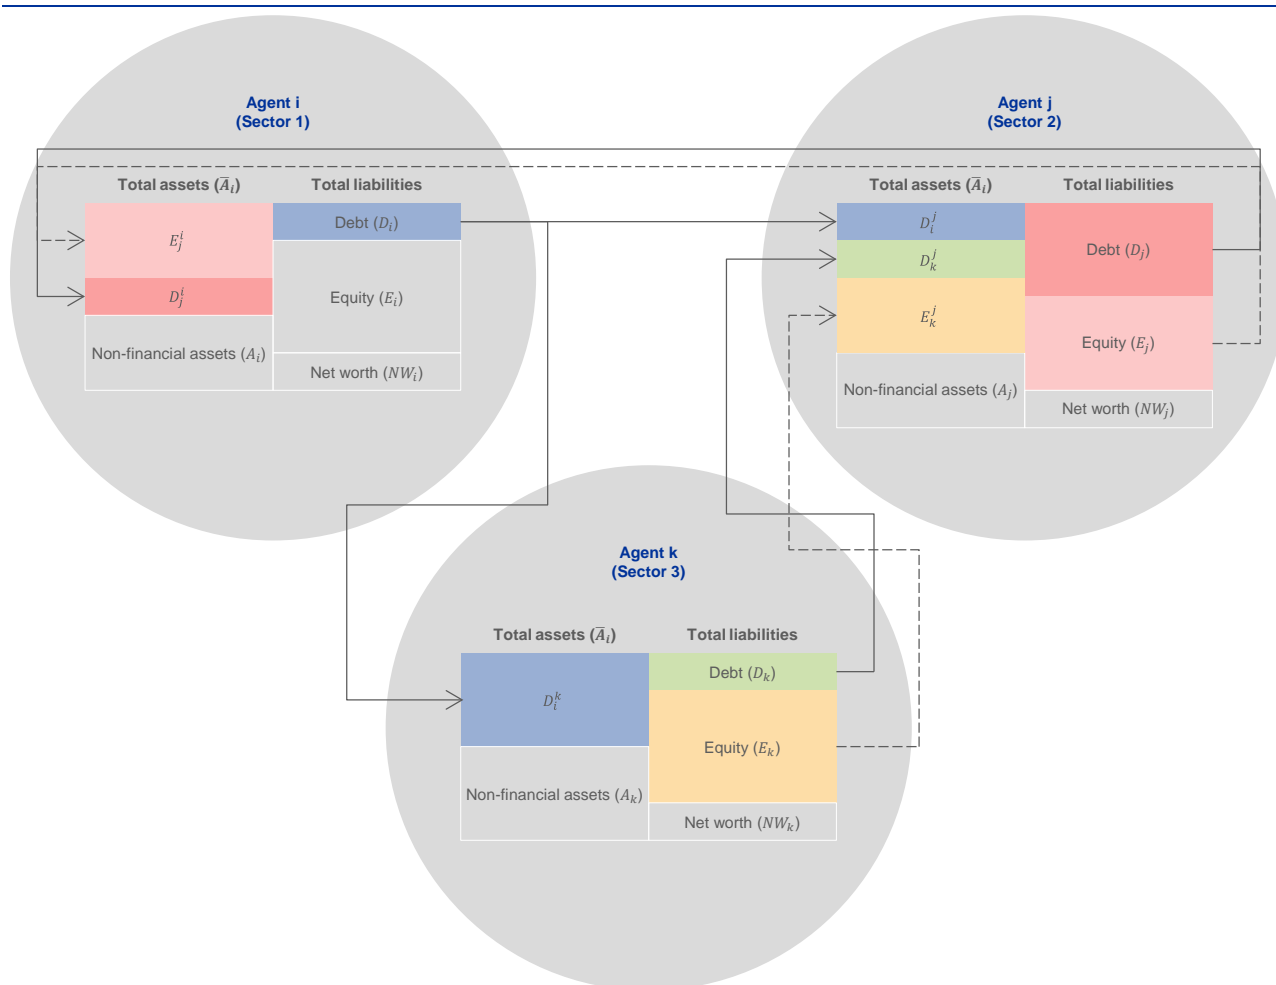 Agent i
(Sector 1)
Total assets (A̅ᵢ) Total liabilities
E_j^i
D_j^i
Non-financial assets (A_i)
Debt (D_i)
Equity (E_i)
Net worth (NW_i)
Agent j
(Sector 2)
Total assets (A̅ᵢ) Total liabilities
D_i^j
D_k^j
E_k^j
Non-financial assets (A_j)
Debt (D_j)
Equity (E_j)
Net worth (NW_j)
Agent k
(Sector 3)
Total assets (A̅ᵢ) Total liabilities
D_i^k
Non-financial assets (A_k)
Debt (D_k)
Equity (E_k)
Net worth (NW_k)